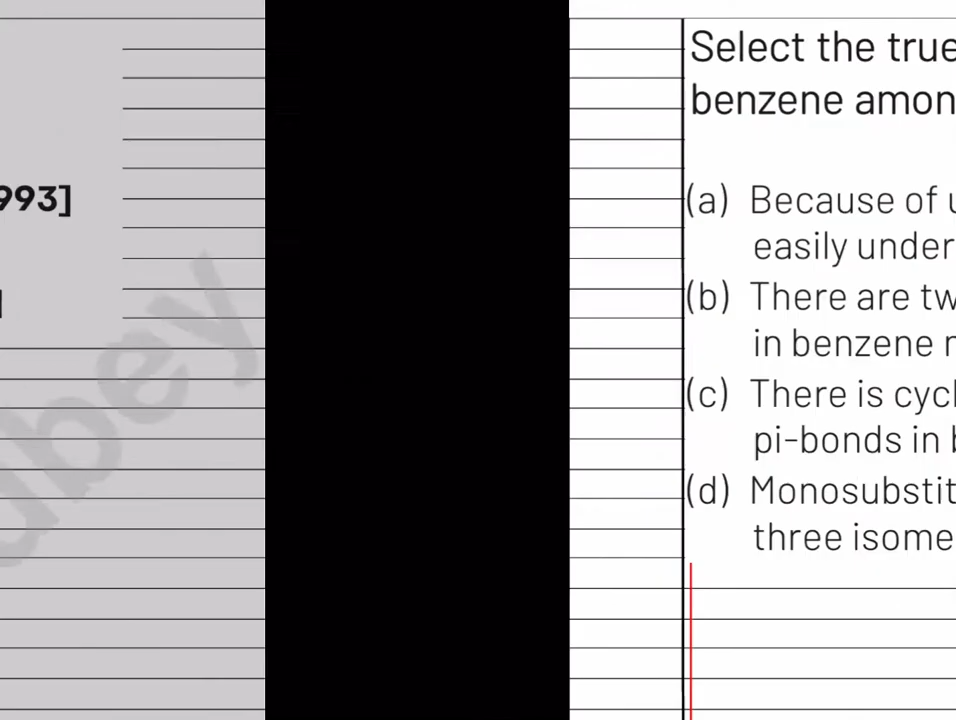 993]
]
dbey
Select the true
benzene amon
(a) Because of u
easily under
(b) There are tw
in benzene
(c) There is cycl
pi-bonds in b
(d) Monosubstit
three isome